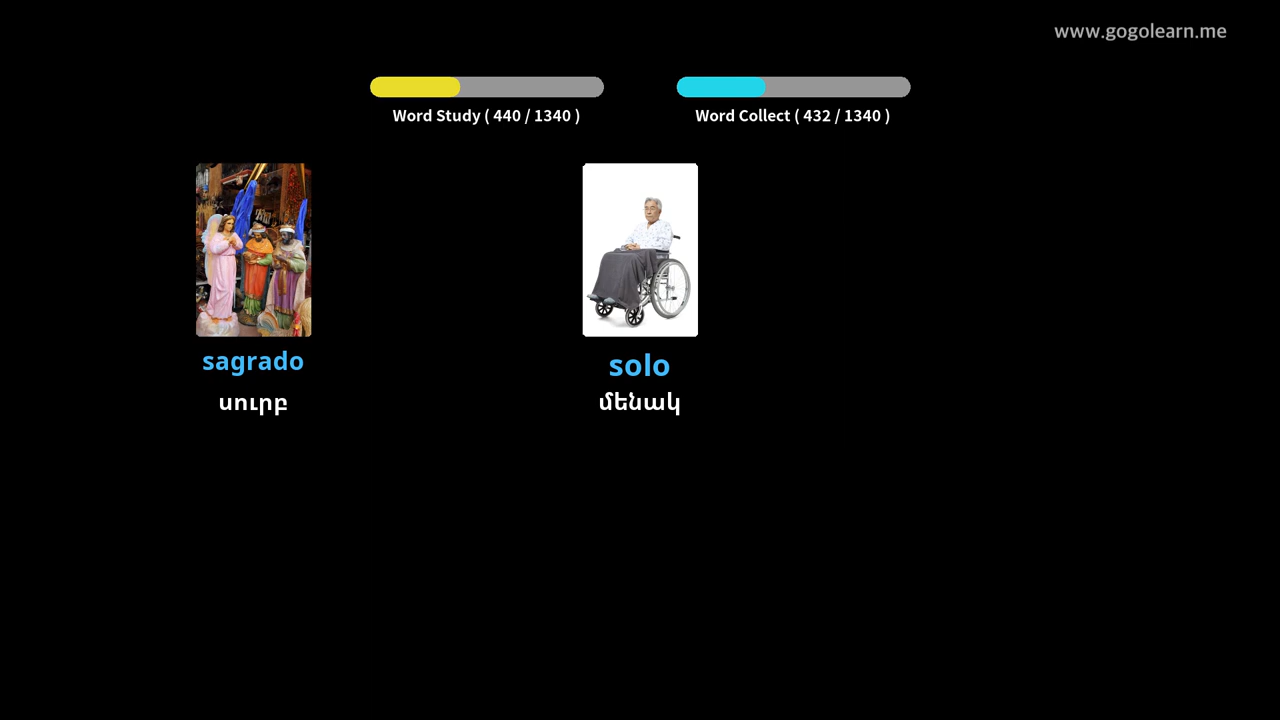 www.gogolearn.me
Word Study ( 440 / 1340 )
Word Collect ( 432 / 1340 )
sagrado
սուրբ
solo
մենակ